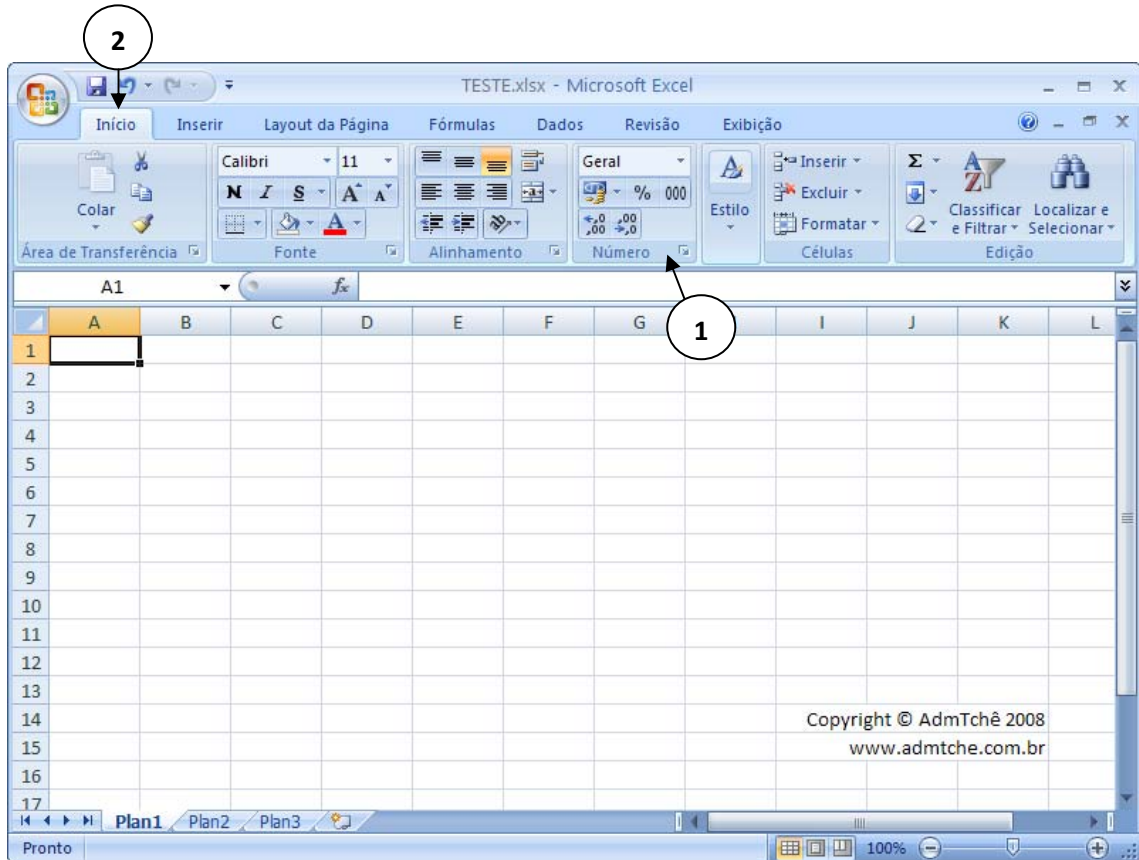 2
TESTE.xlsx - Microsoft Excel
Início Inserir Layout da Página Fórmulas Dados Revisão Exibição
Calibri 11 Geral Inserir Σ
N I S A A % 000 Excluir
Colar A Estilo Formatar Classificar e Filtrar Localizar e Selecionar
Área de Transferência Fonte Alinhamento Número Células Edição
A1 fx
1
A B C D E F G I J K L
1
2
3
4
5
6
7
8
9
10
11
12
13
14 Copyright © AdmTchê 2008
15 www.admtche.com.br
16
17
Plan1 Plan2 Plan3
Pronto 100%